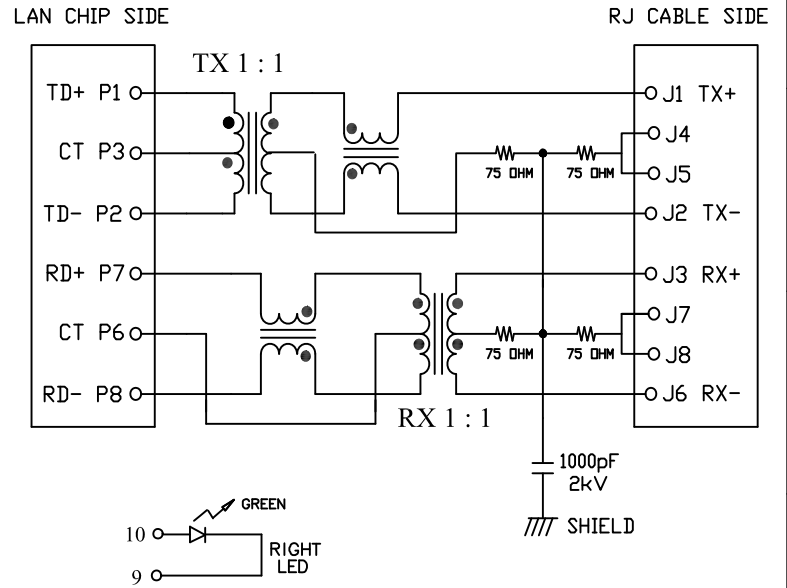 LAN CHIP SIDE
RJ CABLE SIDE
TX 1 : 1
TD+ P1
J1 TX+
J4
CT P3
75 OHM
75 OHM
J5
TD- P2
J2 TX-
RD+ P7
J3 RX+
J7
CT P6
75 OHM
75 OHM
J8
RD- P8
J6 RX-
RX 1 : 1
1000pF
2kV
SHIELD
GREEN
10
RIGHT
LED
9